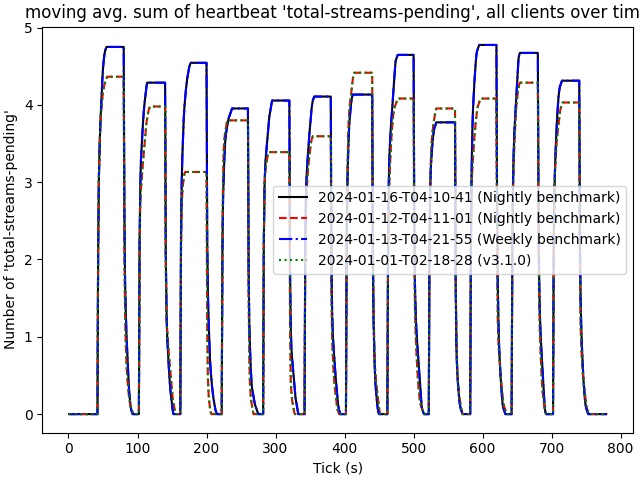 moving avg. sum of heartbeat 'total-streams-pending', all clients over tim
Number of 'total-streams-pending'
5
4
3
2
1
0
2024-01-16-T04-10-41 (Nightly benchmark)
2024-01-12-T04-11-01 (Nightly benchmark)
2024-01-13-T04-21-55 (Weekly benchmark)
2024-01-01-T02-18-28 (v3.1.0)
0 100 200 300 400 500 600 700 800
Tick (s)